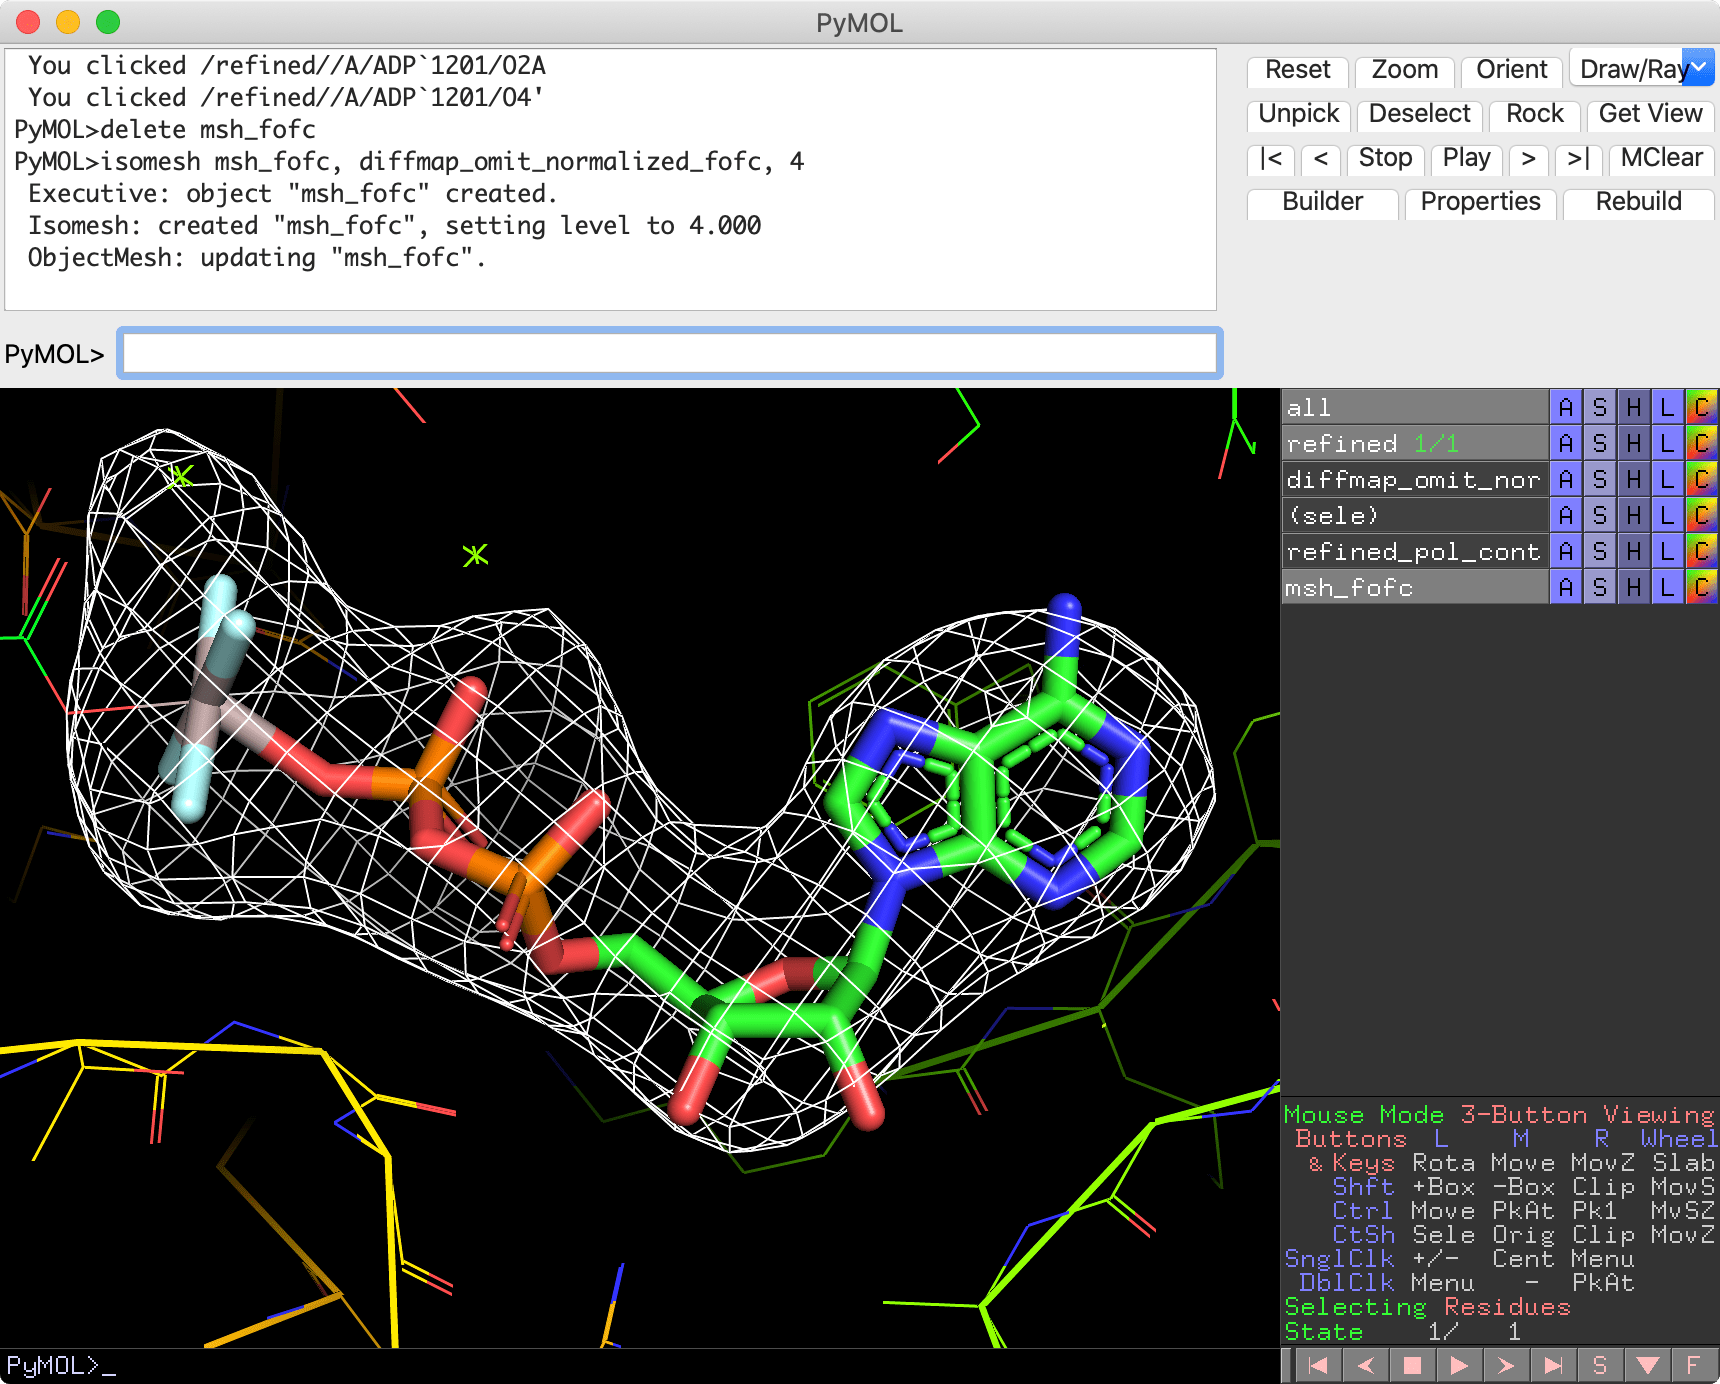 PyMOL
You clicked /refined//A/ADP`1201/O2A
You clicked /refined//A/ADP`1201/O4'
PyMOL>delete msh_fofc
PyMOL>isomesh msh_fofc, diffmap_omit_normalized_fofc, 4
Executive: object "msh_fofc" created.
Isomesh: created "msh_fofc", setting level to 4.000
ObjectMesh: updating "msh_fofc".
PyMOL>
Reset Zoom Orient Draw/Ray
Unpick Deselect Rock Get View
|< < Stop Play > >| MClear
Builder Properties Rebuild
all A S H L C
refined 1/1 A S H L C
diffmap_omit_nor A S H L C
(sele) A S H L C
refined_pol_cont A S H L C
msh_fofc A S H L C
Mouse Mode 3-Button Viewing
Buttons L M R Wheel
& Keys Rota Move MovZ Slab
Shft +Box -Box Clip MovS
Ctrl Move PkAt Pk1 MvSZ
CtSh Sele Orig Clip MovZ
SnglClk +/- Cent Menu
DblClk Menu - PkAt
Selecting Residues
State 1/ 1
PyMOL>_
S F